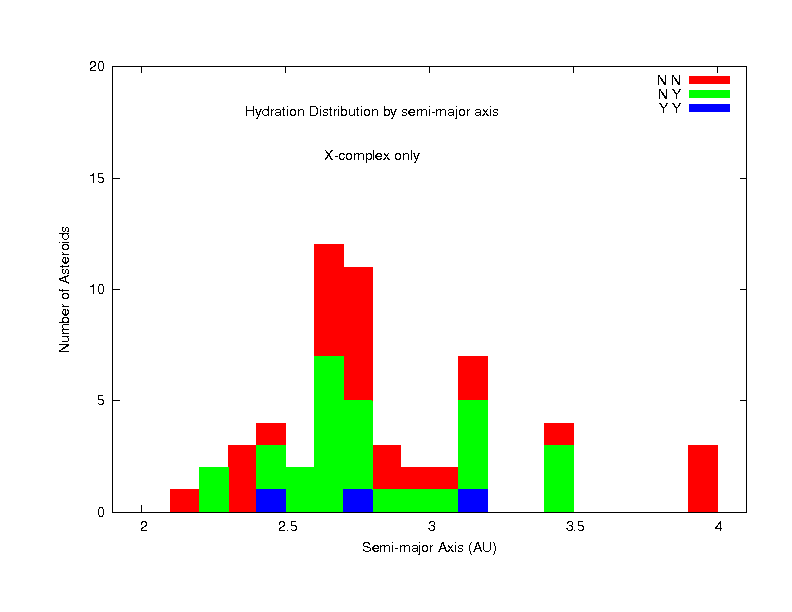 20
15
10
5
0
Number of Asteroids
Hydration Distribution by semi-major axis
X-complex only
N N
N Y
Y Y
2
2.5
3
3.5
4
Semi-major Axis (AU)